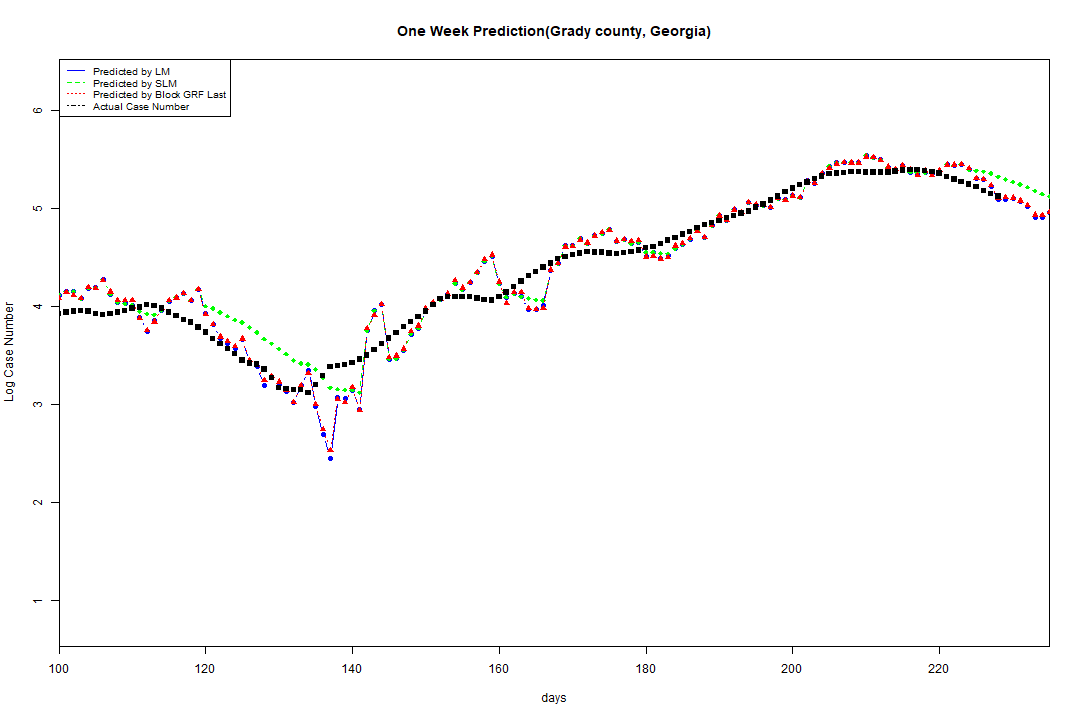 One Week Prediction(Grady county, Georgia)
Predicted by LM
Predicted by SLM
Predicted by Block GRF Last
Actual Case Number
6
5
4
3
2
1
Log Case Number
100 120 140 160 180 200 220
days